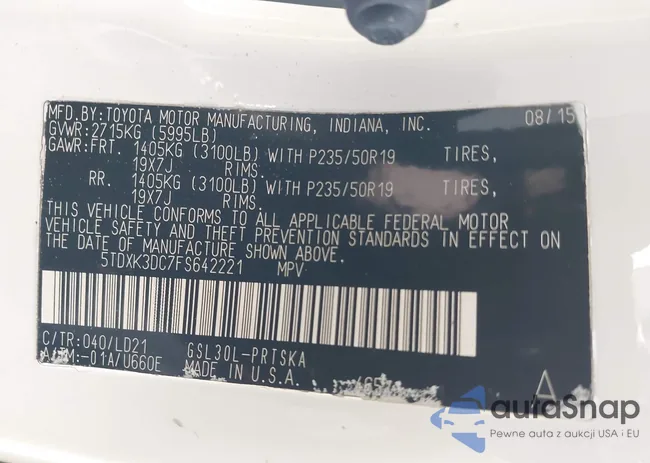 MFD.BY: TOYOTA MOTOR MANUFACTURING, INDIANA, INC. 08/15
GVWR: 2715KG (5995LB)
GAWR: FRT. 1405KG (3100LB) WITH P235/50R19 TIRES,
19X7J RIMS.
RR. 1405KG (3100LB) WITH P235/50R19 TIRES,
19X7J RIMS.
THIS VEHICLE CONFORMS TO ALL APPLICABLE FEDERAL MOTOR
VEHICLE SAFETY AND THEFT PREVENTION STANDARDS IN EFFECT ON
THE DATE OF MANUFACTURE SHOWN ABOVE.
5TDXK3DC7FS642221 MPV
C/TR: 040/LD21 GSL30L-PRTSKA
-01A/U660E MADE IN U.S.A.
autaSnap
Pewne auta z aukcji USA i EU